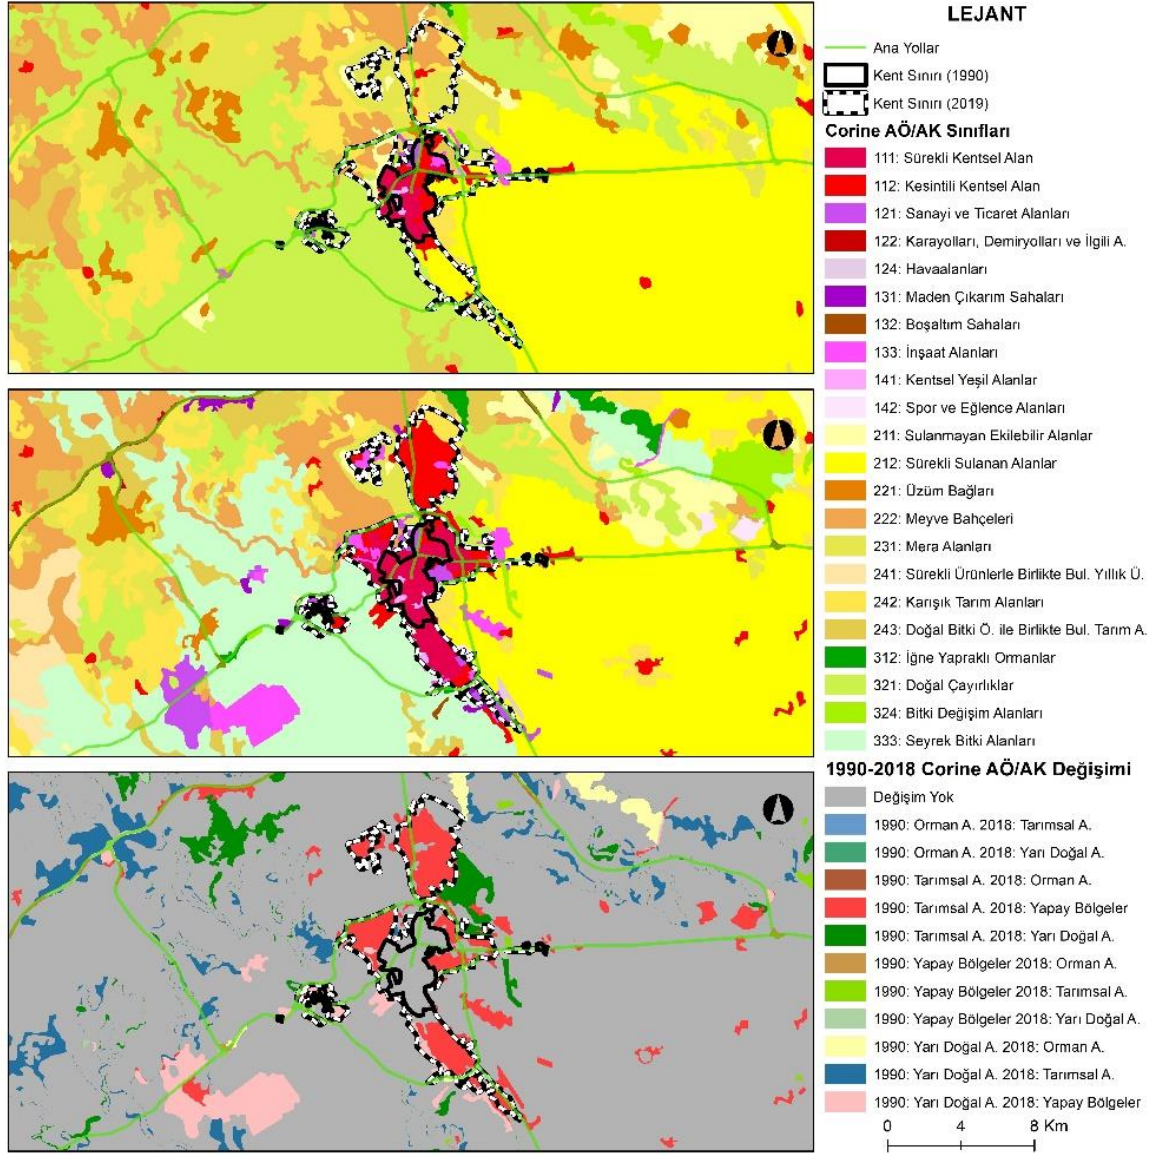 LEJANT
Ana Yollar
Kent Sınırı (1990)
Kent Sınırı (2019)
Corine AÖ/AK Sınıfları
111: Sürekli Kentsel Alan
112: Kesintili Kentsel Alan
121: Sanayi ve Ticaret Alanları
122: Karayolları, Demiryolları ve İlgili A.
124: Havaalanları
131: Maden Çıkarım Sahaları
132: Boşaltım Sahaları
133: İnşaat Alanları
141: Kentsel Yeşil Alanlar
142: Spor ve Eğlence Alanları
211: Sulanmayan Ekilebilir Alanlar
212: Sürekli Sulanan Alanlar
221: Üzüm Bağları
222: Meyve Bahçeleri
231: Mera Alanları
241: Sürekli Ürünlerle Birlikte Bul. Yıllık Ü.
242: Karışık Tarım Alanları
243: Doğal Bitki Ö. ile Birlikte Bul. Tarım A.
312: İğne Yapraklı Ormanlar
321: Doğal Çayırlıklar
324: Bitki Değişim Alanları
333: Seyrek Bitki Alanları
1990-2018 Corine AÖ/AK Değişimi
Değişim Yok
1990: Orman A. 2018: Tarımsal A.
1990: Orman A. 2018: Yarı Doğal A.
1990: Tarımsal A. 2018: Orman A.
1990: Tarımsal A. 2018: Yapay Bölgeler
1990: Tarımsal A. 2018: Yarı Doğal A.
1990: Yapay Bölgeler 2018: Orman A.
1990: Yapay Bölgeler 2018: Tarımsal A.
1990: Yapay Bölgeler 2018: Yarı Doğal A.
1990: Yarı Doğal A. 2018: Orman A.
1990: Yarı Doğal A. 2018: Tarımsal A.
1990: Yarı Doğal A. 2018: Yapay Bölgeler
0 4 8 Km